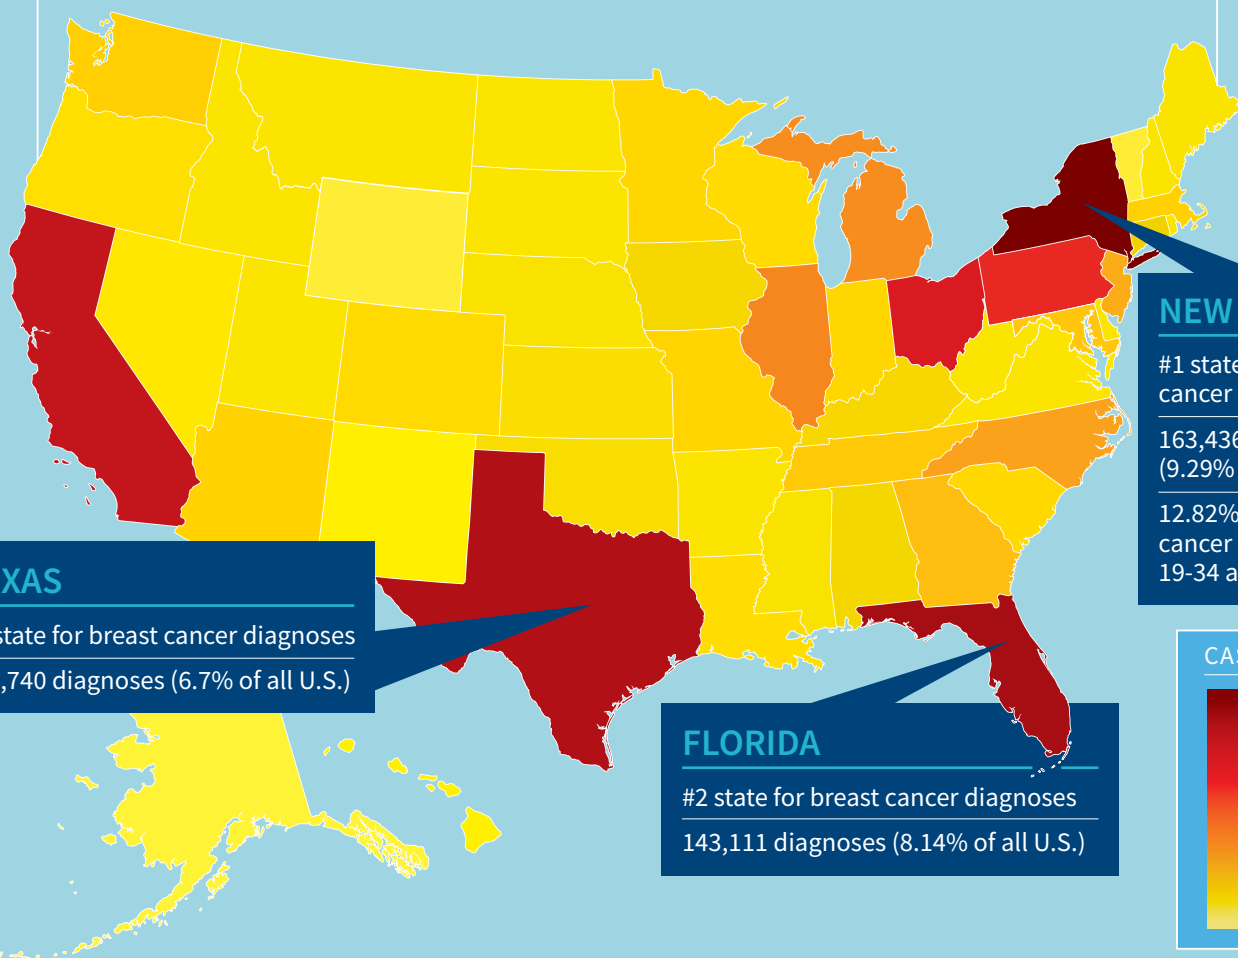 NEW
#1 state
cancer
163,436
(9.29%
12.82%
cancer
19-34 a
XAS
state for breast cancer diagnoses
,740 diagnoses (6.7% of all U.S.)
FLORIDA
#2 state for breast cancer diagnoses
143,111 diagnoses (8.14% of all U.S.)
CAS